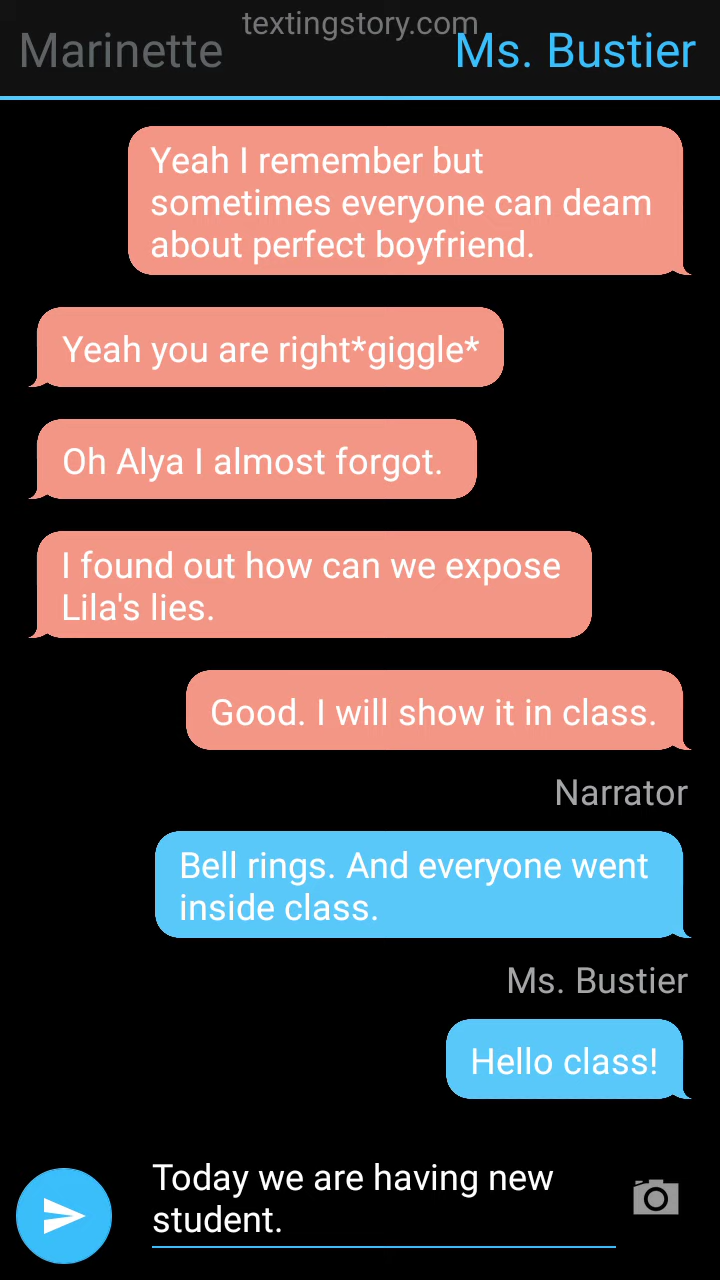 textingstory.com
Marinette
Ms. Bustier
Yeah I remember but
sometimes everyone can deam
about perfect boyfriend.
Yeah you are right*giggle*
Oh Alya I almost forgot.
I found out how can we expose
Lila's lies.
Good. I will show it in class.
Narrator
Bell rings. And everyone went
inside class.
Ms. Bustier
Hello class!
Today we are having new
student.